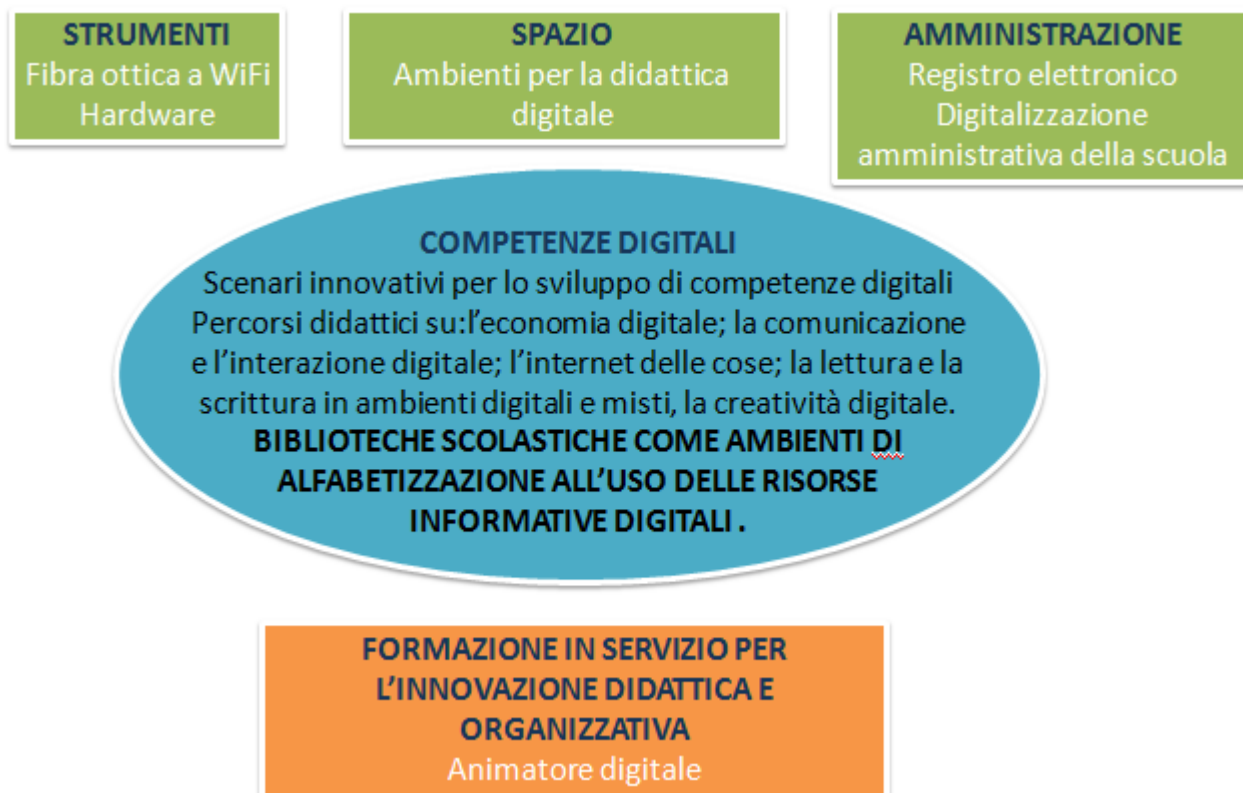 STRUMENTI
Fibra ottica a WiFi
Hardware
SPAZIO
Ambienti per la didattica
digitale
AMMINISTRAZIONE
Registro elettronico
Digitalizzazione
amministrativa della scuola
COMPETENZE DIGITALI
Scenari innovativi per lo sviluppo di competenze digitali
Percorsi didattici su:l’economia digitale; la comunicazione
e l’interazione digitale; l’internet delle cose; la lettura e la
scrittura in ambienti digitali e misti, la creatività digitale.
BIBLIOTECHE SCOLASTICHE COME AMBIENTI DI
ALFABETIZZAZIONE ALL’USO DELLE RISORSE
INFORMATIVE DIGITALI .
FORMAZIONE IN SERVIZIO PER
L’INNOVAZIONE DIDATTICA E
ORGANIZZATIVA
Animatore digitale